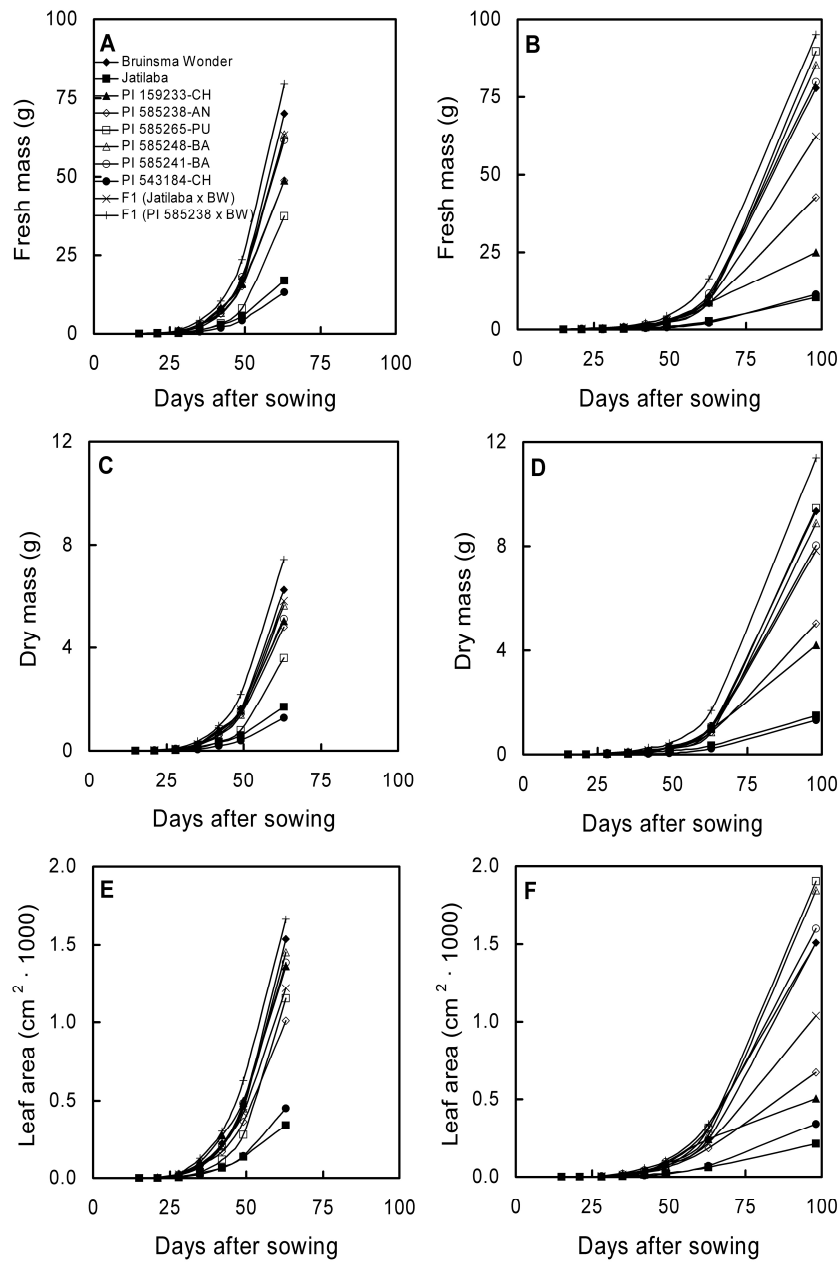 A
Fresh mass (g)
100
75
50
25
0
Bruinsma Wonder
Jatilaba
PI 159233-CH
PI 585238-AN
PI 585265-PU
PI 585248-BA
PI 585241-BA
PI 543184-CH
F1 (Jatilaba x BW)
F1 (PI 585238 x BW)
0 25 50 75 100
Days after sowing
B
Fresh mass (g)
100
75
50
25
0
0 25 50 75 100
Days after sowing
C
Dry mass (g)
12
8
4
0
0 25 50 75 100
Days after sowing
D
Dry mass (g)
12
8
4
0
0 25 50 75 100
Days after sowing
E
Leaf area (cm² · 1000)
2.0
1.5
1.0
0.5
0.0
0 25 50 75 100
Days after sowing
F
Leaf area (cm² · 1000)
2.0
1.5
1.0
0.5
0.0
0 25 50 75 100
Days after sowing